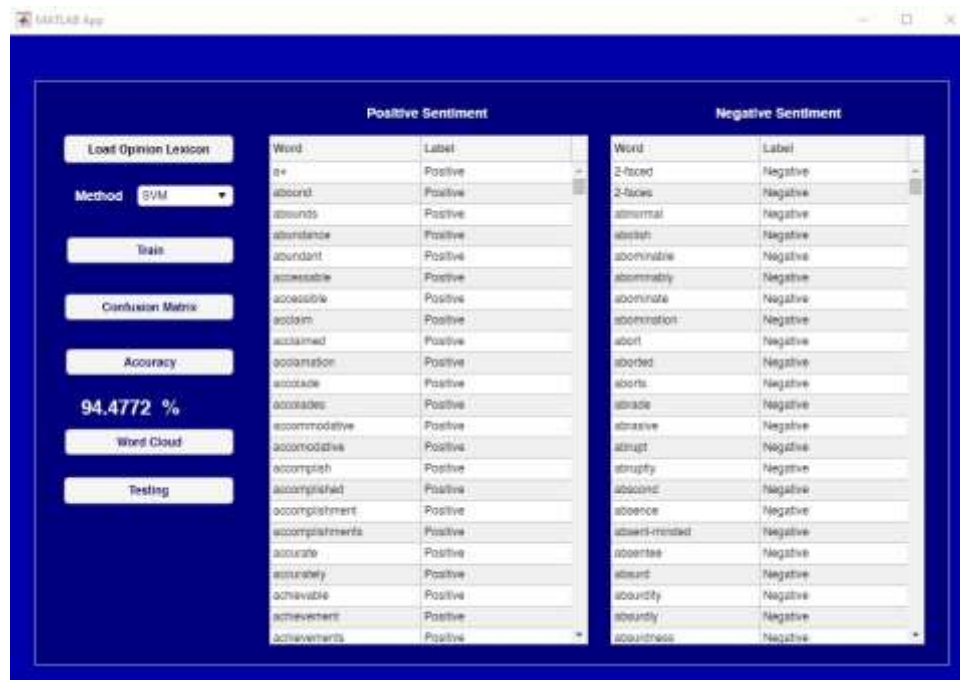 MATLAB App
Positive Sentiment
Negative Sentiment
Load Opinion Lexicon
Method SVM
Train
Confusion Matrix
Accuracy
94.4772 %
Word Cloud
Testing
Word Label
a+ Positive
abound Positive
abounds Positive
abundance Positive
abundant Positive
accessable Positive
accessible Positive
acclaim Positive
acclaimed Positive
acclamation Positive
accolade Positive
accolades Positive
accommodative Positive
accomodative Positive
accomplish Positive
accomplished Positive
accomplishment Positive
accomplishments Positive
accurate Positive
accurately Positive
achievable Positive
achievement Positive
achievements Positive
Word Label
2-faced Negative
2-faces Negative
abnormal Negative
abolish Negative
abominable Negative
abominably Negative
abominate Negative
abomination Negative
abort Negative
aborted Negative
aborts Negative
abrade Negative
abrasive Negative
abrupt Negative
abruptly Negative
abscond Negative
absence Negative
absent-minded Negative
absentee Negative
absurd Negative
absurdity Negative
absurdly Negative
absurdness Negative